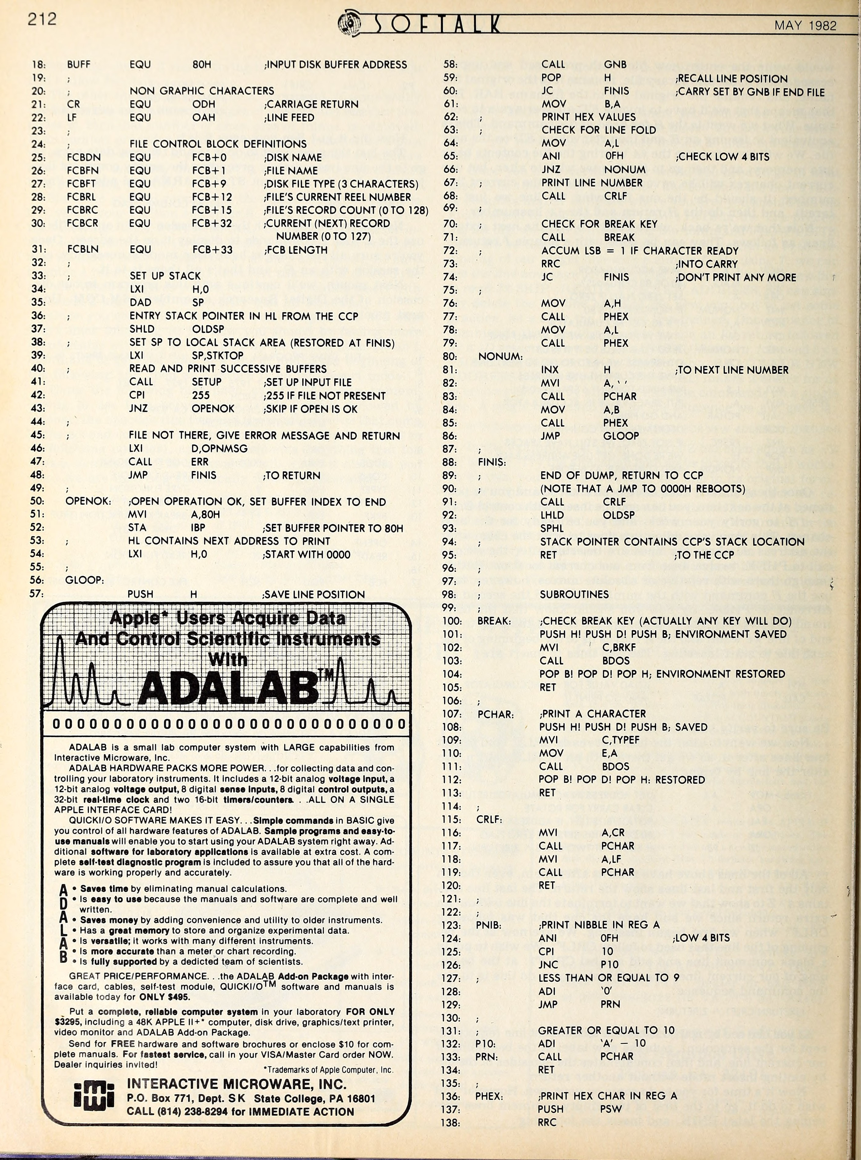 212
SOFTALK
MAY 1982
18: BUFF EQU 80H ;INPUT DISK BUFFER ADDRESS
19: ;
20: ; NON GRAPHIC CHARACTERS
21: CR EQU ODH ;CARRIAGE RETURN
22: LF EQU OAH ;LINE FEED
23: ;
24: ; FILE CONTROL BLOCK DEFINITIONS
25: FCBDN EQU FCB+0 ;DISK NAME
26: FCBFN EQU FCB+1 ;FILE NAME
27: FCBFT EQU FCB+9 ;DISK FILE TYPE (3 CHARACTERS)
28: FCBRL EQU FCB+12 ;FILE'S CURRENT REEL NUMBER
29: FCBRC EQU FCB+15 ;FILE'S RECORD COUNT (0 TO 128)
30: FCBCR EQU FCB+32 ;CURRENT (NEXT) RECORD
NUMBER (0 TO 127)
31: FCBLN EQU FCB+33 ;FCB LENGTH
32: ;
33: ; SET UP STACK
34: LXI H,0
35: DAD SP
36: ; ENTRY STACK POINTER IN HL FROM THE CCP
37: SHLD OLDSP
38: ; SET SP TO LOCAL STACK AREA (RESTORED AT FINIS)
39: LXI SP,STKTOP
40: ; READ AND PRINT SUCCESSIVE BUFFERS
41: CALL SETUP ;SET UP INPUT FILE
42: CPI 255 ;255 IF FILE NOT PRESENT
43: JNZ OPENOK ;SKIP IF OPEN IS OK
44: ;
45: ; FILE NOT THERE, GIVE ERROR MESSAGE AND RETURN
46: LXI D,OPNMSG
47: CALL ERR
48: JMP FINIS ;TO RETURN
49: ;
50: OPENOK: ;OPEN OPERATION OK, SET BUFFER INDEX TO END
51: MVI A,80H
52: STA IBP ;SET BUFFER POINTER TO 80H
53: ; HL CONTAINS NEXT ADDRESS TO PRINT
54: LXI H,0 ;START WITH 0000
55: ;
56: GLOOP:
57: PUSH H ;SAVE LINE POSITION
Apple* Users Acquire Data
And Control Scientific Instruments
With
ADALAB™
ADALAB is a small lab computer system with LARGE capabilities from
Interactive Microware, Inc.
ADALAB HARDWARE PACKS MORE POWER. . .for collecting data and con-
trolling your laboratory instruments. It includes a 12-bit analog voltage input, a
12-bit analog voltage output, 8 digital sense inputs, 8 digital control outputs, a
32-bit real-time clock and two 16-bit timers/counters. . .ALL ON A SINGLE
APPLE INTERFACE CARD!
QUICKI/O SOFTWARE MAKES IT EASY. . .Simple commands in BASIC give
you control of all hardware features of ADALAB. Sample programs and easy-to-
use manuals will enable you to start using your ADALAB system right away. Ad-
ditional software for laboratory applications is available at extra cost. A com-
plete self-test diagnostic program is included to assure you that all of the hard-
ware is working properly and accurately.
A • Saves time by eliminating manual calculations.
D • Is easy to use because the manuals and software are complete and well
written.
A • Saves money by adding convenience and utility to older instruments.
L • Has a great memory to store and organize experimental data.
A • Is versatile; it works with many different instruments.
B • Is more accurate than a meter or chart recording.
• Is fully supported by a dedicted team of scientists.
GREAT PRICE/PERFORMANCE. . .the ADALAB Add-on Package with inter-
face card, cables, self-test module, QUICKI/O™ software and manuals is
available today for ONLY $495.
Put a complete, reliable computer system in your laboratory FOR ONLY
$3295, including a 48K APPLE II+* computer, disk drive, graphics/text printer,
video monitor and ADALAB Add-on Package.
Send for FREE hardware and software brochures or enclose $10 for com-
plete manuals. For fastest service, call in your VISA/Master Card order NOW.
Dealer inquiries invited!
*Trademarks of Apple Computer, Inc.
imi
INTERACTIVE MICROWARE, INC.
P.O. Box 771, Dept. SK State College, PA 16801
CALL (814) 238-8294 for IMMEDIATE ACTION
58: CALL GNB
59: POP H ;RECALL LINE POSITION
60: JC FINIS ;CARRY SET BY GNB IF END FILE
61: MOV B,A
62: ; PRINT HEX VALUES
63: ; CHECK FOR LINE FOLD
64: MOV A,L
65: ANI 0FH ;CHECK LOW 4 BITS
66: JNZ NONUM
67: ; PRINT LINE NUMBER
68: CALL CRLF
69: ;
70: ; CHECK FOR BREAK KEY
71: CALL BREAK
72: ; ACCUM LSB = 1 IF CHARACTER READY
73: RRC ;INTO CARRY
74: JC FINIS ;DON'T PRINT ANY MORE
75: ;
76: MOV A,H
77: CALL PHEX
78: MOV A,L
79: CALL PHEX
80: NONUM:
81: INX H ;TO NEXT LINE NUMBER
82: MVI A,' '
83: CALL PCHAR
84: MOV A,B
85: CALL PHEX
86: JMP GLOOP
87: ;
88: FINIS:
89: ; END OF DUMP, RETURN TO CCP
90: ; (NOTE THAT A JMP TO 0000H REBOOTS)
91: CALL CRLF
92: LHLD OLDSP
93: SPHL
94: ; STACK POINTER CONTAINS CCP'S STACK LOCATION
95: RET ;TO THE CCP
96: ;
97: ;
98: ; SUBROUTINES
99: ;
100: BREAK: ;CHECK BREAK KEY (ACTUALLY ANY KEY WILL DO)
101: PUSH H! PUSH D! PUSH B; ENVIRONMENT SAVED
102: MVI C,BRKF
103: CALL BDOS
104: POP B! POP D! POP H; ENVIRONMENT RESTORED
105: RET
106: ;
107: PCHAR: ;PRINT A CHARACTER
108: PUSH H! PUSH D! PUSH B; SAVED
109: MVI C,TYPEF
110: MOV E,A
111: CALL BDOS
112: POP B! POP D! POP H: RESTORED
113: RET
114: ;
115: CRLF:
116: MVI A,CR
117: CALL PCHAR
118: MVI A,LF
119: CALL PCHAR
120: RET
121: ;
122: ;
123: PNIB: ;PRINT NIBBLE IN REG A
124: ANI 0FH ;LOW 4 BITS
125: CPI 10
126: JNC P10
127: ; LESS THAN OR EQUAL TO 9
128: ADI '0'
129: JMP PRN
130: ;
131: ; GREATER OR EQUAL TO 10
132: P10: ADI 'A' – 10
133: PRN: CALL PCHAR
134: RET
135: ;
136: PHEX: ;PRINT HEX CHAR IN REG A
137: PUSH PSW
138: RRC